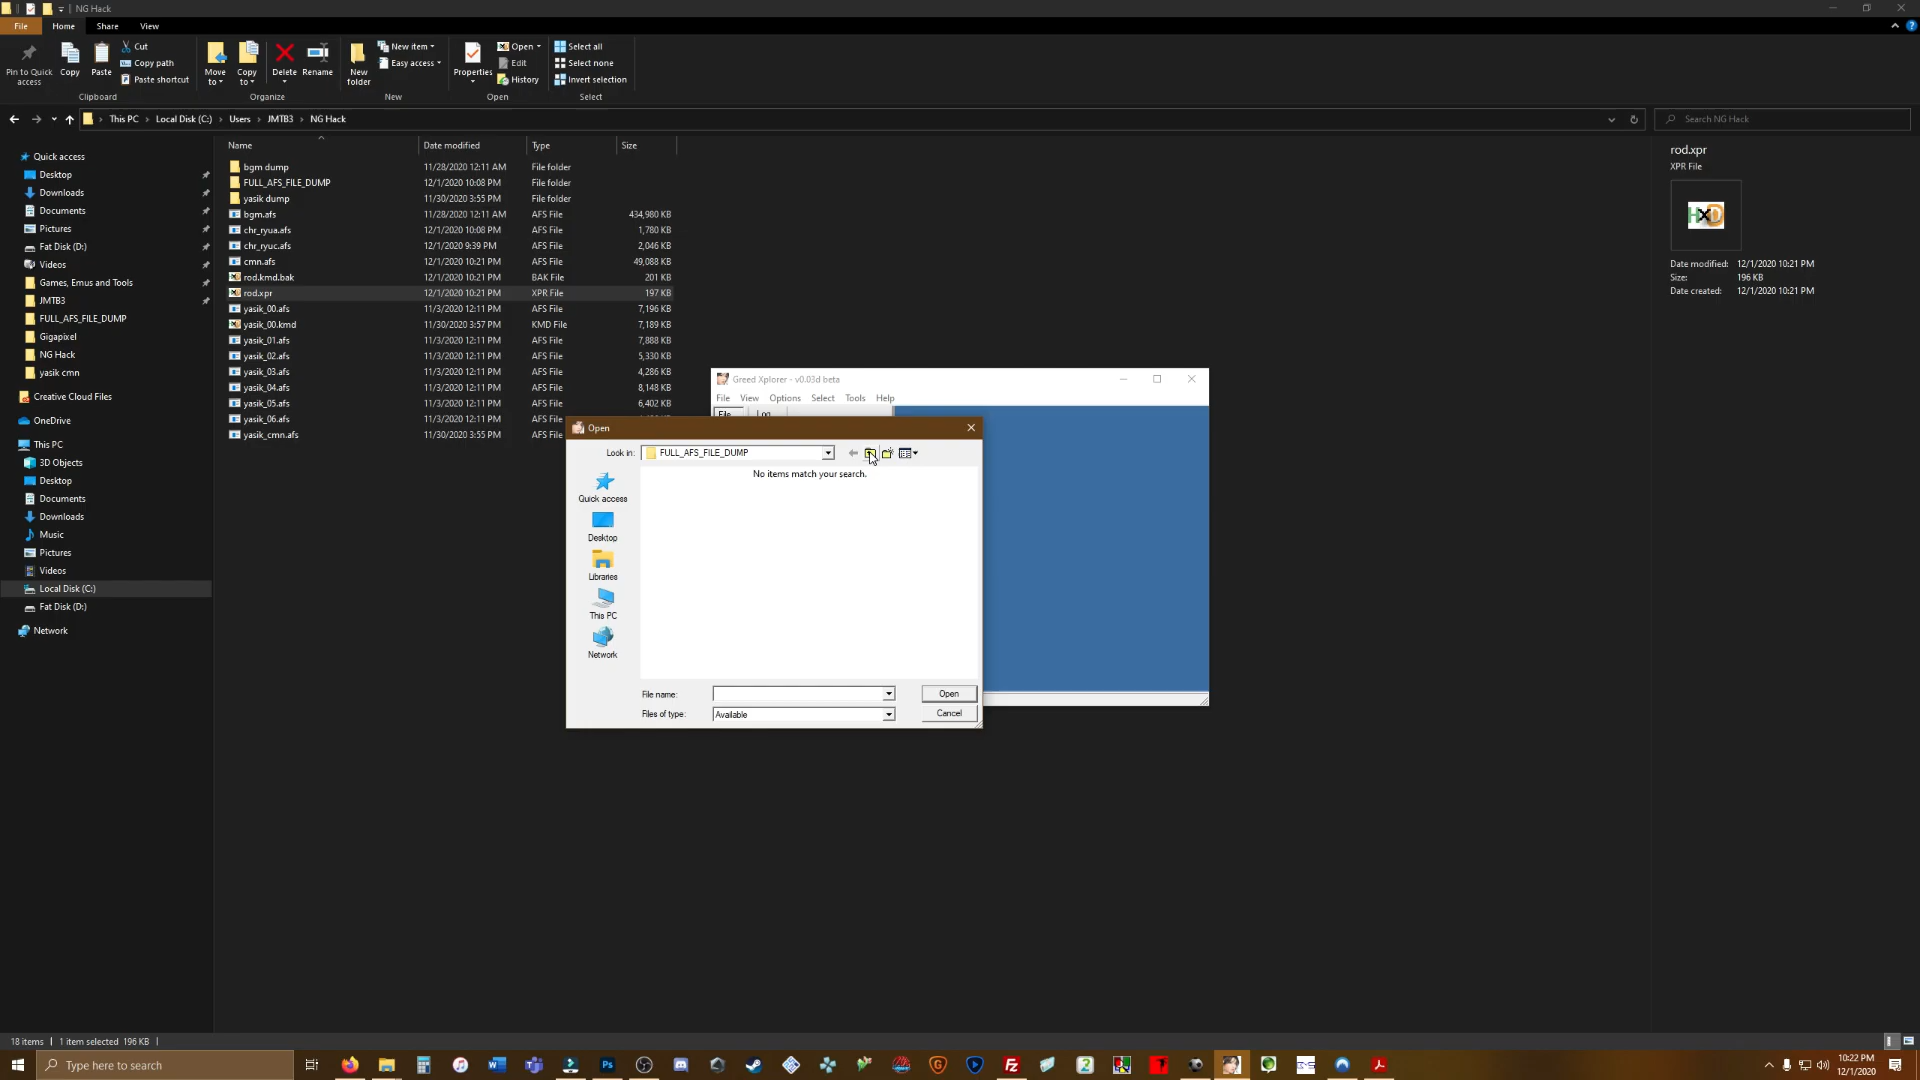 NG Hack
File Home Share View
Pin to Quick access
Copy
Paste
Cut
Copy path
Paste shortcut
Clipboard
Move to
Copy to
Delete
Rename
Organize
New folder
New item
Easy access
New
Properties
Open
Edit
History
Open
Select all
Select none
Invert selection
Select
This PC > Local Disk (C:) > Users > JMTB3 > NG Hack
Search NG Hack
Quick access
Desktop
Downloads
Documents
Pictures
Fat Disk (D:)
Videos
Games, Emus and Tools
JMTB3
FULL_AFS_FILE_DUMP
Gigapixel
NG Hack
yasik cmn
Creative Cloud Files
OneDrive
This PC
3D Objects
Desktop
Documents
Downloads
Music
Pictures
Videos
Local Disk (C:)
Fat Disk (D:)
Network
Name Date modified Type Size
bgm dump 11/28/2020 12:11 AM File folder
FULL_AFS_FILE_DUMP 12/1/2020 10:08 PM File folder
yasik dump 11/30/2020 3:55 PM File folder
bgm.afs 11/28/2020 12:11 AM AFS File 434,980 KB
chr_ryua.afs 12/1/2020 10:08 PM AFS File 1,780 KB
chr_ryuc.afs 12/1/2020 9:39 PM AFS File 2,046 KB
cmn.afs 12/1/2020 10:21 PM AFS File 49,088 KB
rod.kmd.bak 12/1/2020 10:21 PM BAK File 201 KB
rod.xpr 12/1/2020 10:21 PM XPR File 197 KB
yasik_00.afs 11/3/2020 12:11 PM AFS File 7,196 KB
yasik_00.kmd 11/30/2020 3:57 PM KMD File 7,189 KB
yasik_01.afs 11/3/2020 12:11 PM AFS File 7,888 KB
yasik_02.afs 11/3/2020 12:11 PM AFS File 5,330 KB
yasik_03.afs 11/3/2020 12:11 PM AFS File 4,286 KB
yasik_04.afs 11/3/2020 12:11 PM AFS File 8,148 KB
yasik_05.afs 11/3/2020 12:11 PM AFS File 6,402 KB
yasik_06.afs 11/3/2020 12:11 PM AFS File
yasik_cmn.afs 11/30/2020 3:55 PM AFS File
Greed Xplorer - v0.03d beta
File View Options Select Tools Help
File Log
Open
Look in: FULL_AFS_FILE_DUMP
No items match your search.
Quick access
Desktop
Libraries
This PC
Network
File name:
Open
Files of type: Available
Cancel
rod.xpr
XPR File
HXD
Date modified: 12/1/2020 10:21 PM
Size: 196 KB
Date created: 12/1/2020 10:21 PM
18 items 1 item selected 196 KB
Type here to search
10:22 PM
12/1/2020